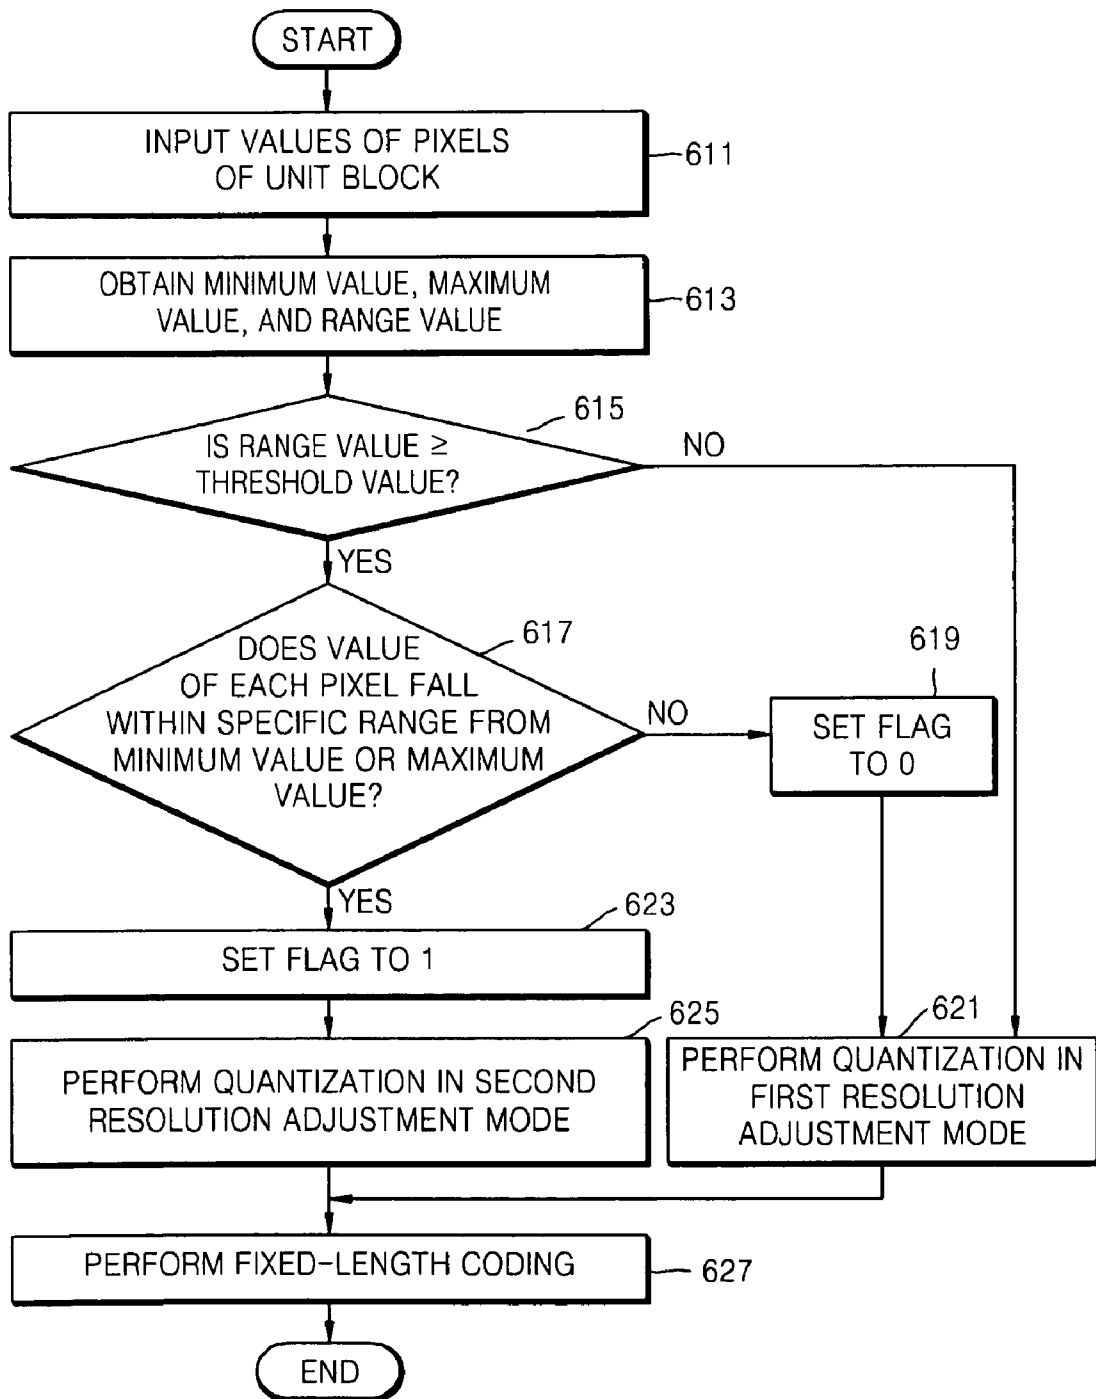 START
INPUT VALUES OF PIXELS
OF UNIT BLOCK
611
OBTAIN MINIMUM VALUE, MAXIMUM
VALUE, AND RANGE VALUE
613
615
IS RANGE VALUE ≥
THRESHOLD VALUE?
NO
YES
617
DOES VALUE
OF EACH PIXEL FALL
WITHIN SPECIFIC RANGE FROM
MINIMUM VALUE OR MAXIMUM
VALUE?
NO
619
SET FLAG
TO 0
YES
623
SET FLAG TO 1
625
PERFORM QUANTIZATION IN SECOND
RESOLUTION ADJUSTMENT MODE
621
PERFORM QUANTIZATION IN
FIRST RESOLUTION
ADJUSTMENT MODE
PERFORM FIXED-LENGTH CODING
627
END